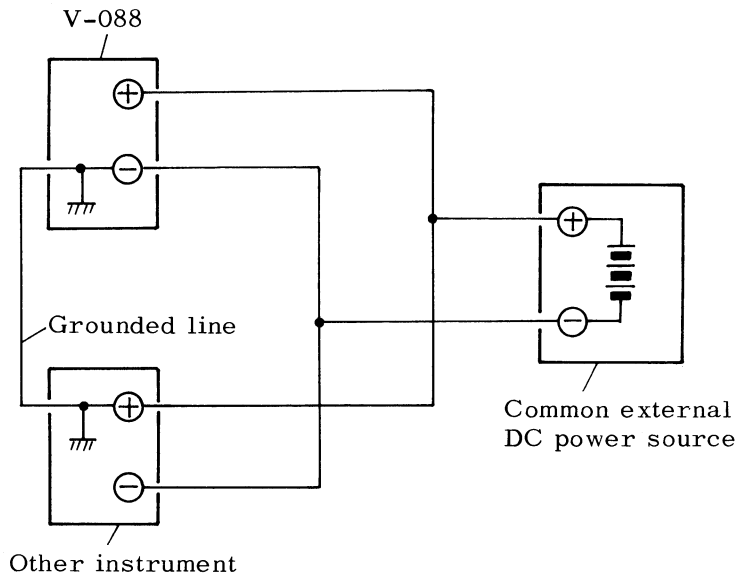 V-088
+
−
+
−
Grounded line
+
−
Common external
DC power source
Other instrument